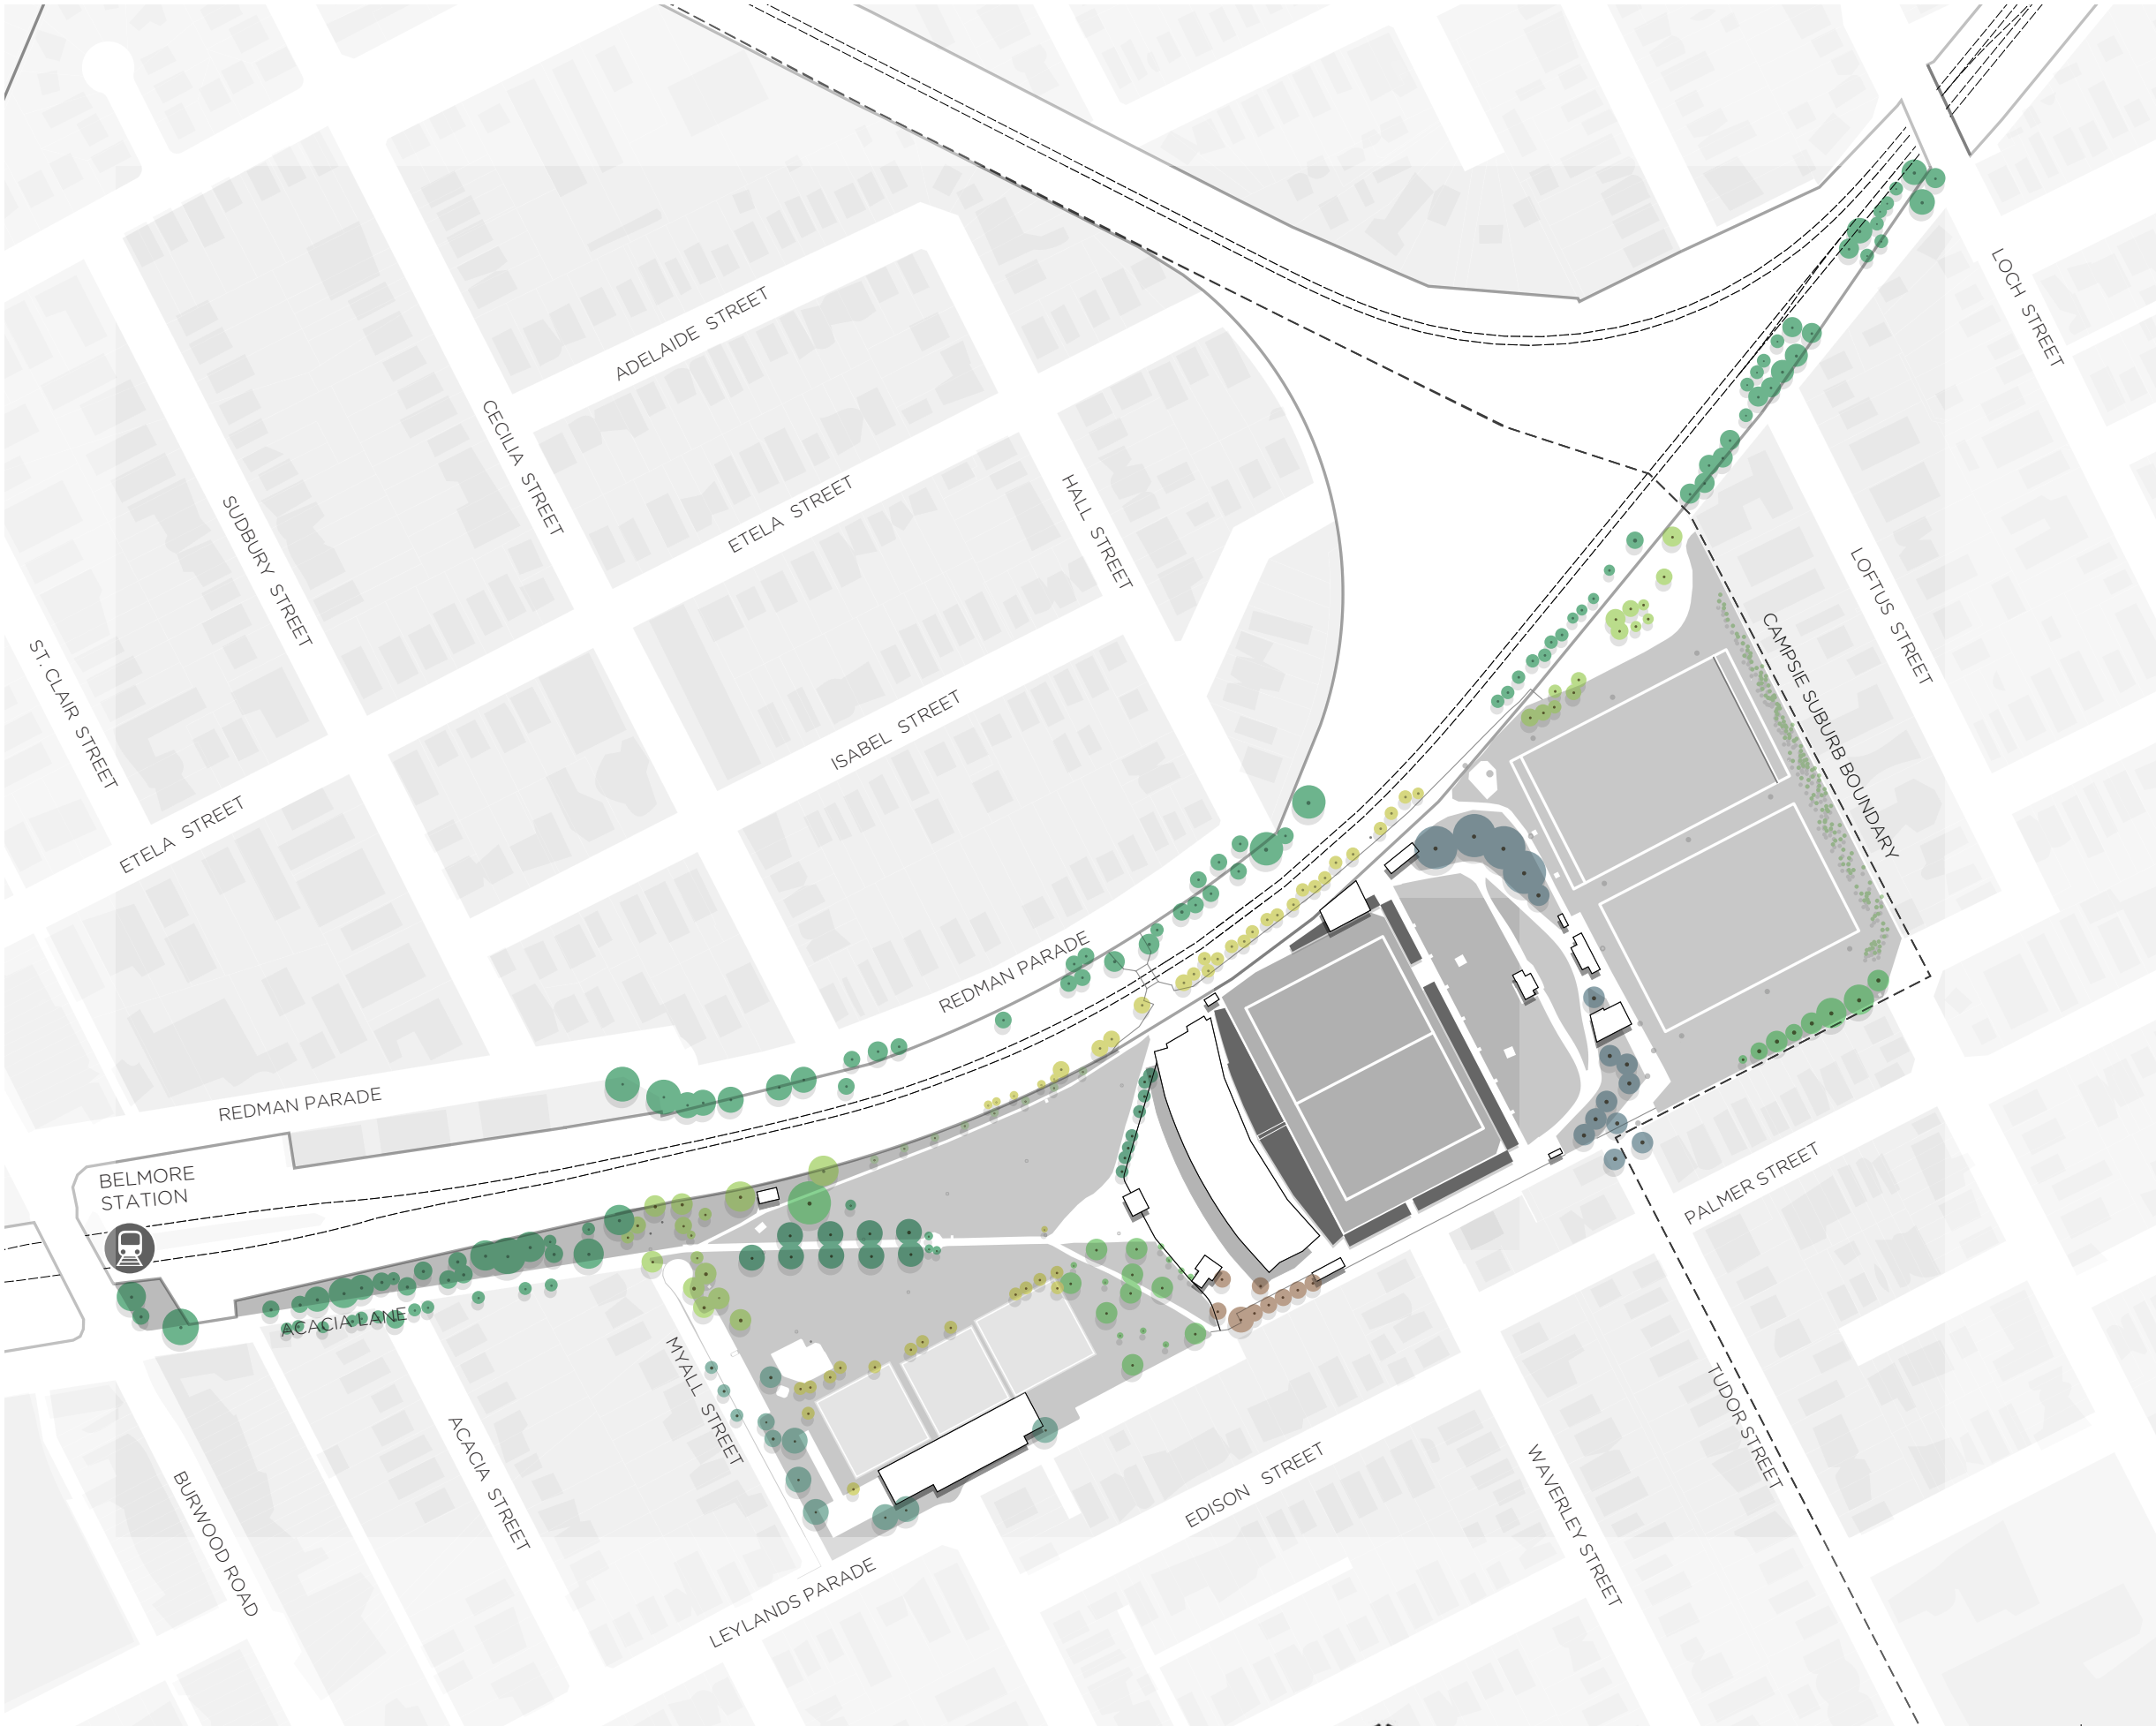 LOCH STREET
ADELAIDE STREET
CECILIA STREET
ETELA STREET
HALL STREET
SUDBURY STREET
LOFTUS STREET
CAMPSIE SUBURB BOUNDARY
ST. CLAIR STREET
ISABEL STREET
ETELA STREET
REDMAN PARADE
REDMAN PARADE
BELMORE
STATION
PALMER STREET
ACACIA LANE
MYALL STREET
TUDOR STREET
ACACIA STREET
EDISON STREET
WAVERLEY STREET
BURWOOD ROAD
LEYLANDS PARADE